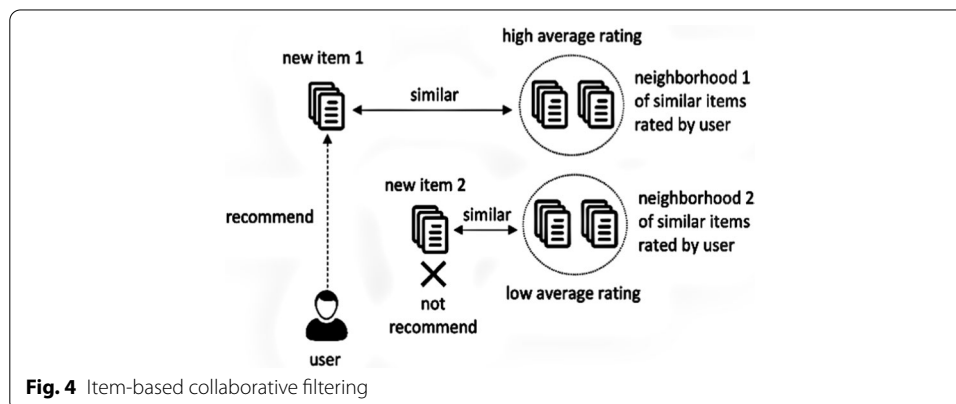 high average rating
new item 1
similar
neighborhood 1
of similar items
rated by user
new item 2
similar
neighborhood 2
of similar items
rated by user
recommend
not
recommend
low average rating
user
Fig. 4 Item-based collaborative filtering